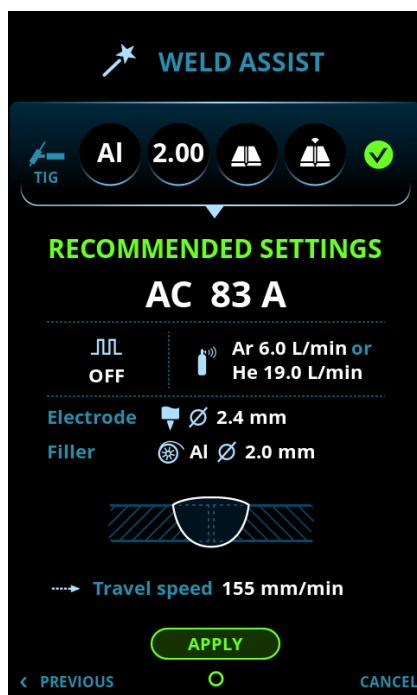 WELD ASSIST
TIG
Al
2.00
RECOMMENDED SETTINGS
AC 83 A
OFF
Ar 6.0 L/min or
He 19.0 L/min
Electrode Ø 2.4 mm
Filler Al Ø 2.0 mm
Travel speed 155 mm/min
APPLY
‹ PREVIOUS
CANCEL